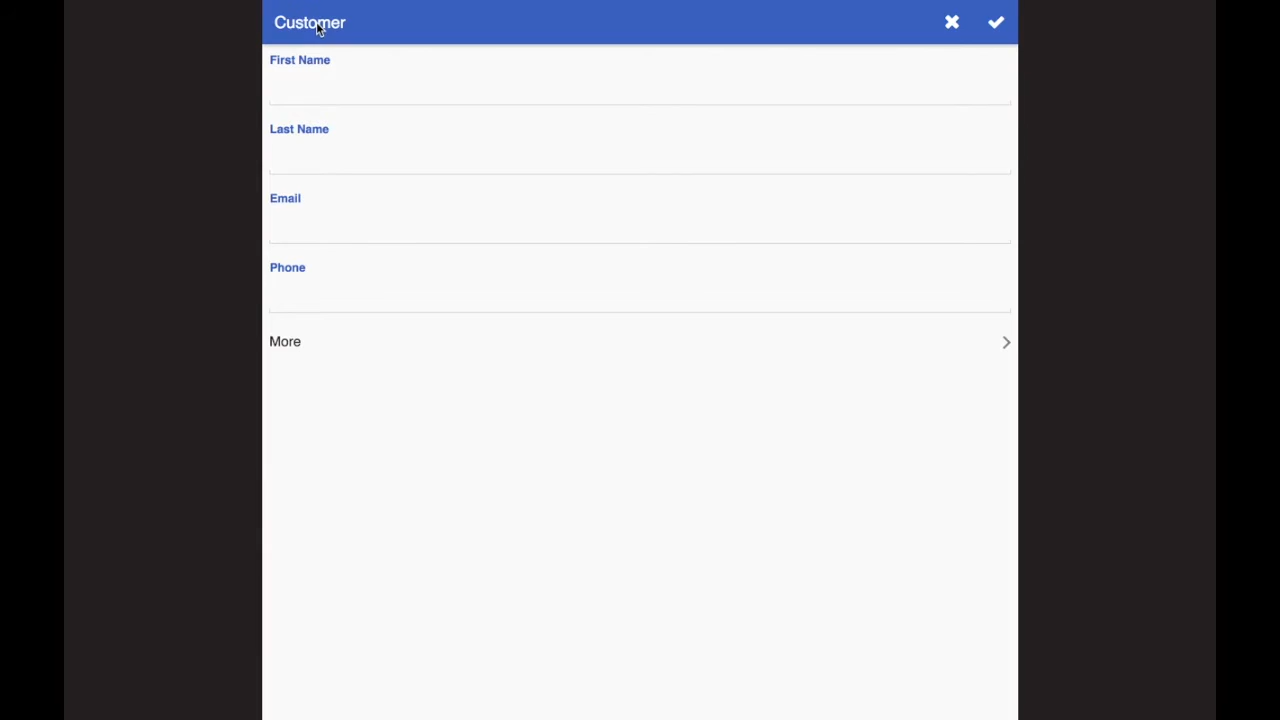 Customer
First Name
Last Name
Email
Phone
More